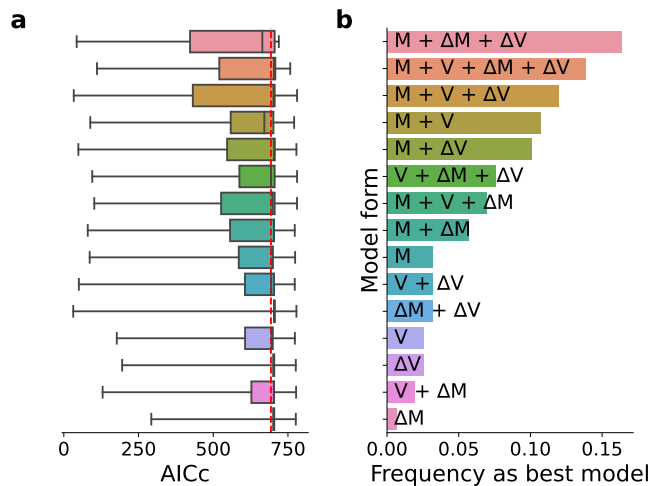 a
b
M + ΔM + ΔV
M + V + ΔM + ΔV
M + V + ΔV
M + V
M + ΔV
V + ΔM + ΔV
M + V + ΔM
M + ΔM
M
V + ΔV
ΔM + ΔV
V
ΔV
V + ΔM
ΔM
Model form
0 250 500 750
AICc
0.00 0.05 0.10 0.15
Frequency as best model